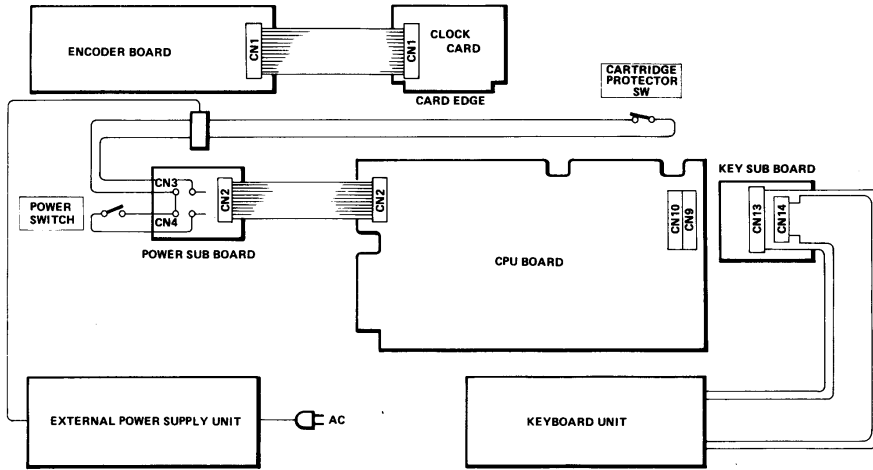 ENCODER BOARD
CN1
CN1
CLOCK
CARD
CARD EDGE
CARTRIDGE
PROTECTOR
SW
POWER
SWITCH
CN3
CN4
CN2
POWER SUB BOARD
CN2
CPU BOARD
CN10
CN9
KEY SUB BOARD
CN13
CN14
EXTERNAL POWER SUPPLY UNIT
AC
KEYBOARD UNIT